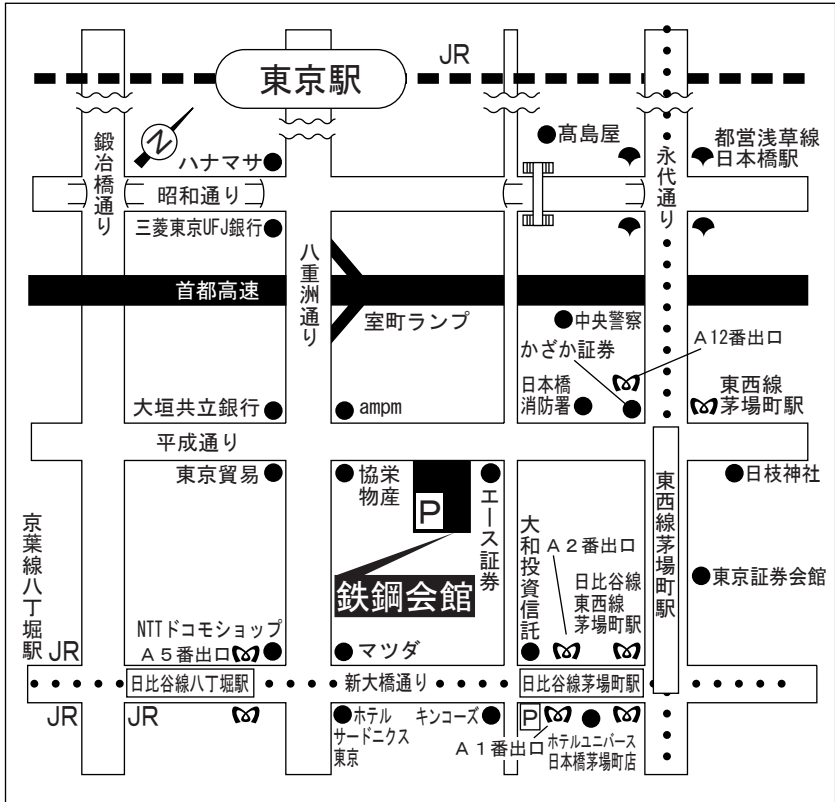 JR
東京駅
N
鍛冶橋通り
ハナマサ
昭和通り
三菱東京UFJ銀行
髙島屋
永代通り
都営浅草線
日本橋駅
首都高速
八重洲通り
室町ランプ
中央警察
かざか証券
A12番出口
日本橋
消防署
東西線
茅場町駅
大垣共立銀行
ampm
平成通り
東京貿易
協栄
物産
P
エース証券
鉄鋼会館
大和投資信託
A2番出口
日比谷線
東西線
茅場町駅
東西線茅場町駅
日枝神社
東京証券会館
京葉線八丁堀駅
JR
NTTドコモショップ
A5番出口
マツダ
日比谷線八丁堀駅
新大橋通り
日比谷線茅場町駅
JR
JR
ホテル
サードニクス
東京
キンコーズ
P
A1番出口
ホテルユニバース
日本橋茅場町店